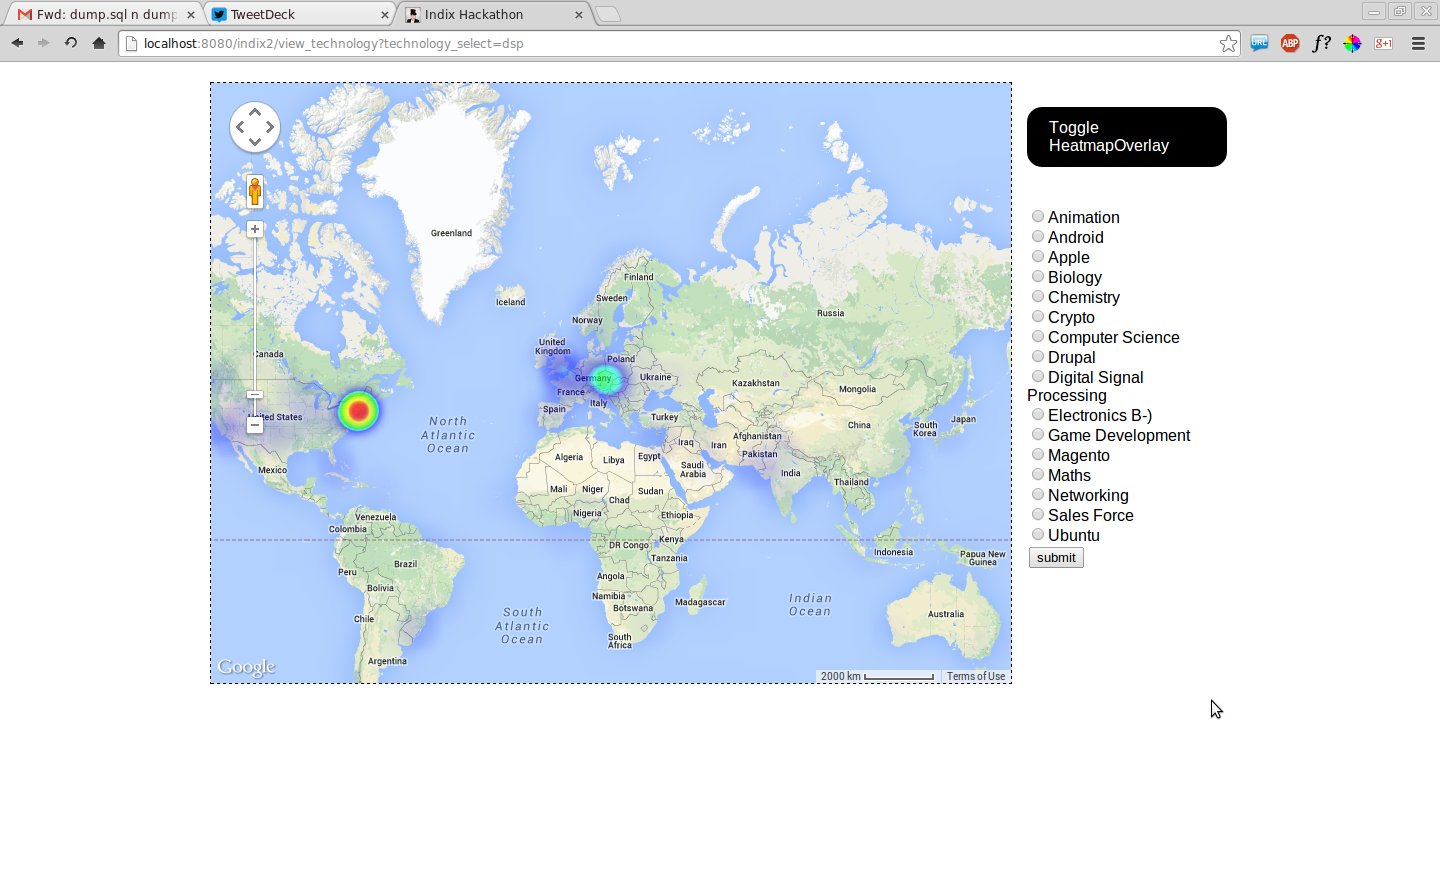 Fwd: dump.sql n dump
TweetDeck
Indix Hackathon
localhost:8080/indix2/view_technology?technology_select=dsp
URL
ABP
f?
g+1
Toggle
HeatmapOverlay
Greenland
Iceland
Finland
Sweden
Norway
Russia
United
Kingdom
Poland
Canada
Germany
Ukraine
Kazakhstan
Mongolia
France
Italy
Spain
United States
North
Atlantic
Ocean
Turkey
China
South
Korea
Japan
Afghanistan
Iraq
Iran
Pakistan
Algeria
Libya
Egypt
Saudi
Arabia
India
Mexico
Thailand
Mali
Niger
Sudan
Chad
Nigeria
Ethiopia
Venezuela
Colombia
DR Congo
Kenya
Indonesia
Papua New
Guinea
Tanzania
Brazil
Peru
Angola
Bolivia
Namibia
Botswana
Madagascar
Indian
Ocean
South
Atlantic
Ocean
Chile
Australia
South
Africa
Argentina
Google
2000 km
Terms of Use
Animation
Android
Apple
Biology
Chemistry
Crypto
Computer Science
Drupal
Digital Signal
Processing
Electronics B-)
Game Development
Magento
Maths
Networking
Sales Force
Ubuntu
submit